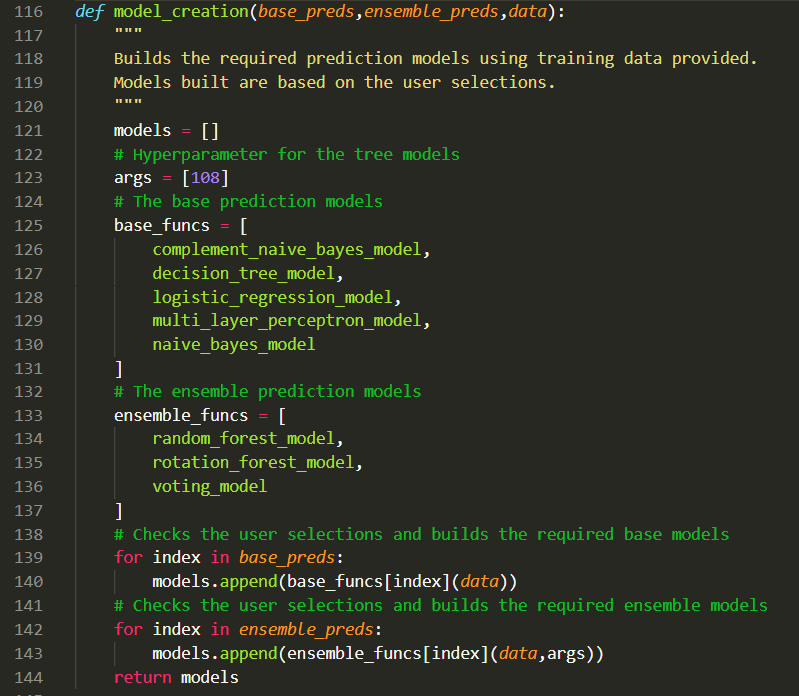 116 def model_creation(base_preds,ensemble_preds,data):
117 """
118 Builds the required prediction models using training data provided.
119 Models built are based on the user selections.
120 """
121 models = []
122 # Hyperparameter for the tree models
123 args = [108]
124 # The base prediction models
125 base_funcs = [
126 complement_naive_bayes_model,
127 decision_tree_model,
128 logistic_regression_model,
129 multi_layer_perceptron_model,
130 naive_bayes_model
131 ]
132 # The ensemble prediction models
133 ensemble_funcs = [
134 random_forest_model,
135 rotation_forest_model,
136 voting_model
137 ]
138 # Checks the user selections and builds the required base models
139 for index in base_preds:
140 models.append(base_funcs[index](data))
141 # Checks the user selections and builds the required ensemble models
142 for index in ensemble_preds:
143 models.append(ensemble_funcs[index](data,args))
144 return models